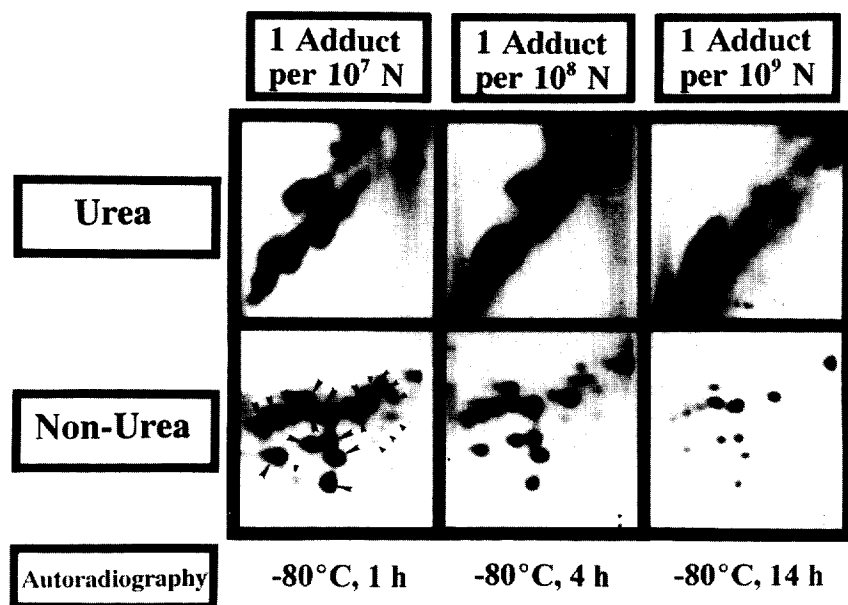 1 Adduct
per 10⁷ N
1 Adduct
per 10⁸ N
1 Adduct
per 10⁹ N
Urea
Non-Urea
Autoradiography
-80°C, 1 h
-80°C, 4 h
-80°C, 14 h